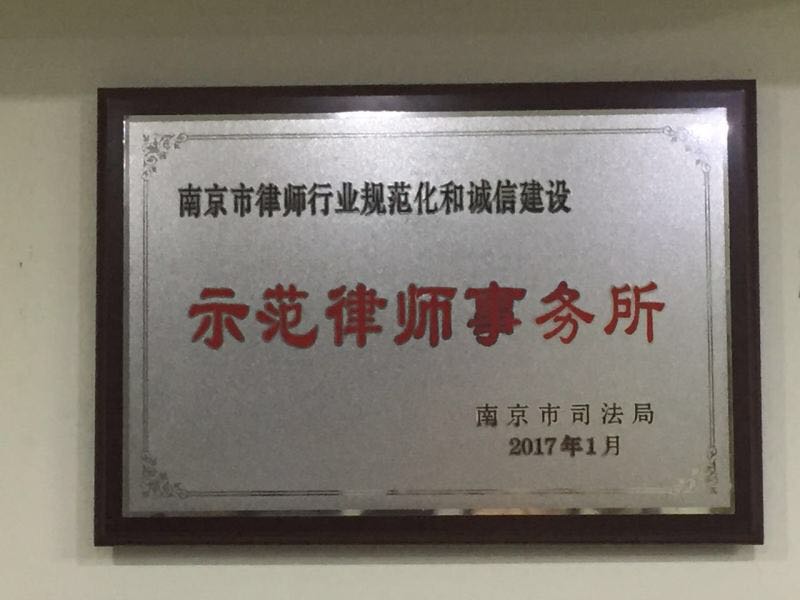 南京市律师行业规范化和诚信建设
示范律师事务所
南京市司法局
2017年1月